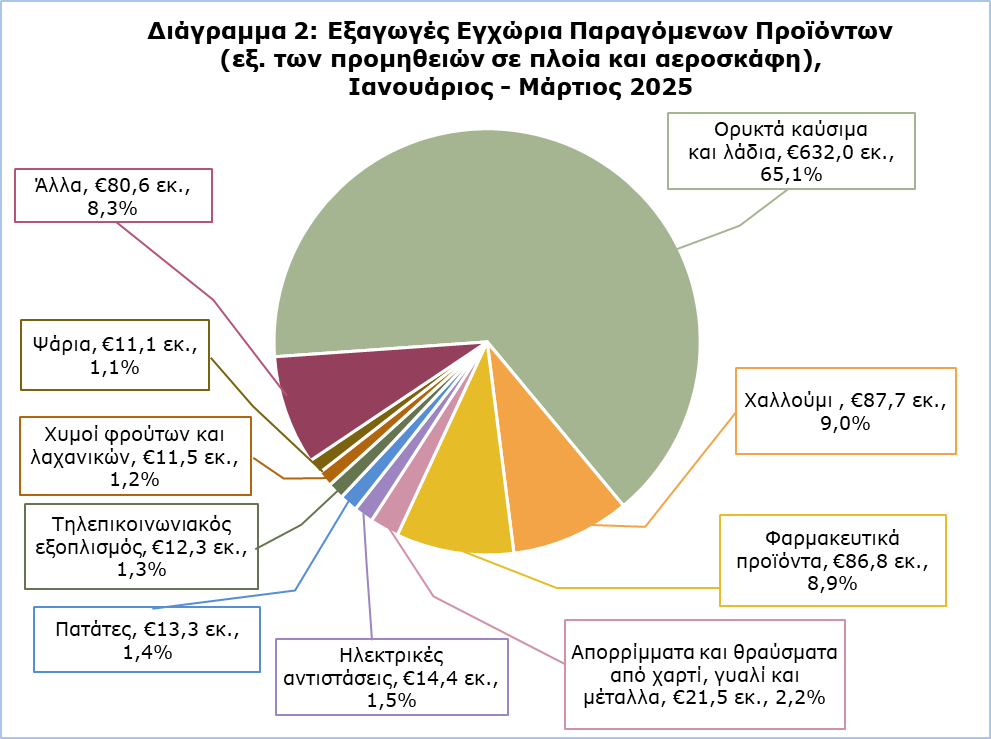 Διάγραμμα 2: Εξαγωγές Εγχώρια Παραγόμενων Προϊόντων
(εξ. των προμηθειών σε πλοία και αεροσκάφη),
Ιανουάριος - Μάρτιος 2025
Ορυκτά καύσιμα
και λάδια, €632,0 εκ.,
65,1%
Άλλα, €80,6 εκ.,
8,3%
Ψάρια, €11,1 εκ.,
1,1%
Χαλλούμι , €87,7 εκ.,
9,0%
Χυμοί φρούτων και
λαχανικών, €11,5 εκ.,
1,2%
Τηλεπικοινωνιακός
εξοπλισμός, €12,3 εκ.,
1,3%
Φαρμακευτικά
προϊόντα, €86,8 εκ.,
8,9%
Πατάτες, €13,3 εκ.,
1,4%
Ηλεκτρικές
αντιστάσεις, €14,4 εκ.,
1,5%
Απορρίμματα και θραύσματα
από χαρτί, γυαλί και
μέταλλα, €21,5 εκ., 2,2%